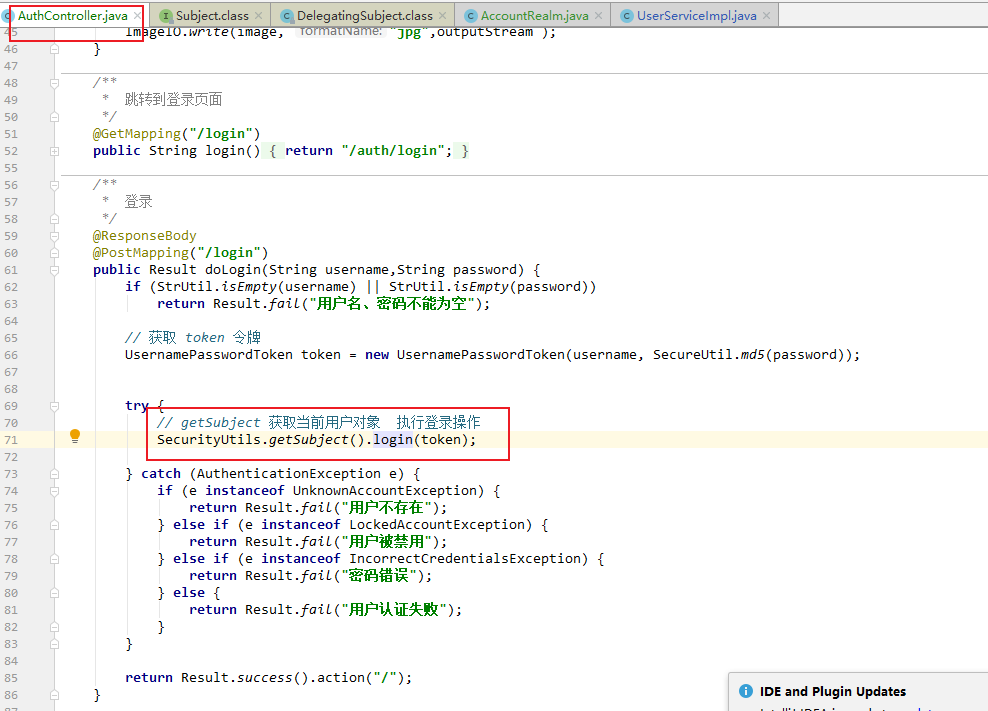 AuthController.java Subject.class DelegatingSubject.class AccountRealm.java UserServiceImpl.java
45 ImageIO.write(image, formatName: "jpg",outputStream );
46 }
47
48 /**
49 * 跳转到登录页面
50 */
51 @GetMapping("/login")
52 public String login() { return "/auth/login"; }
55
56 /**
57 * 登录
58 */
59 @ResponseBody
60 @PostMapping("/login")
61 public Result doLogin(String username,String password) {
62 if (StrUtil.isEmpty(username) || StrUtil.isEmpty(password))
63 return Result.fail("用户名、密码不能为空");
64
65 // 获取 token 令牌
66 UsernamePasswordToken token = new UsernamePasswordToken(username, SecureUtil.md5(password));
67
68
69 try {
70 // getSubject 获取当前用户对象 执行登录操作
71 SecurityUtils.getSubject().login(token);
72
73 } catch (AuthenticationException e) {
74 if (e instanceof UnknownAccountException) {
75 return Result.fail("用户不存在");
76 } else if (e instanceof LockedAccountException) {
77 return Result.fail("用户被禁用");
78 } else if (e instanceof IncorrectCredentialsException) {
79 return Result.fail("密码错误");
80 } else {
81 return Result.fail("用户认证失败");
82 }
83 }
84
85 return Result.success().action("/");
86 }
IDE and Plugin Updates